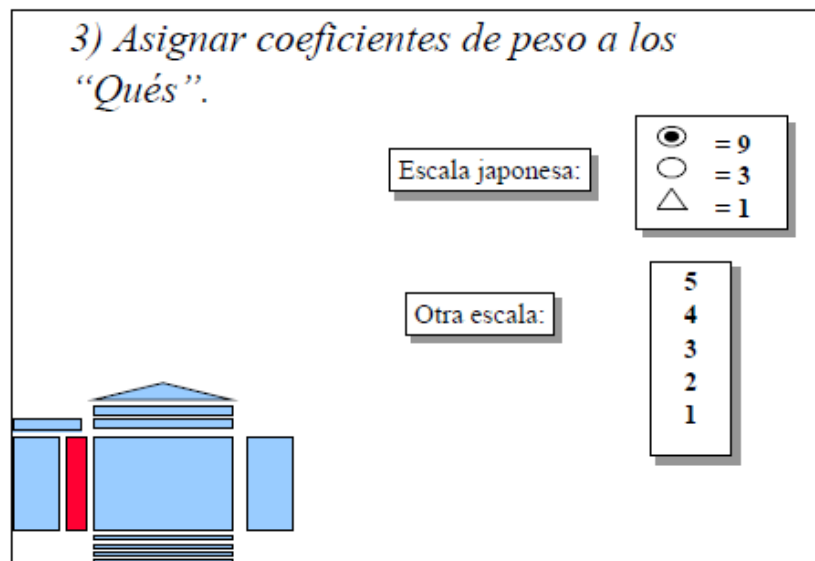 3) Asignar coeficientes de peso a los
“Qués”.
Escala japonesa:
= 9
= 3
= 1
Otra escala:
5
4
3
2
1